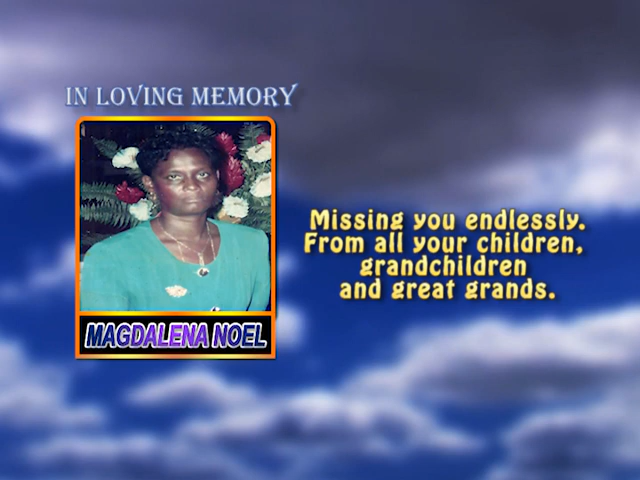 IN LOVING MEMORY
MAGDALENA NOEL
Missing you endlessly.
From all your children,
grandchildren
and great grands.